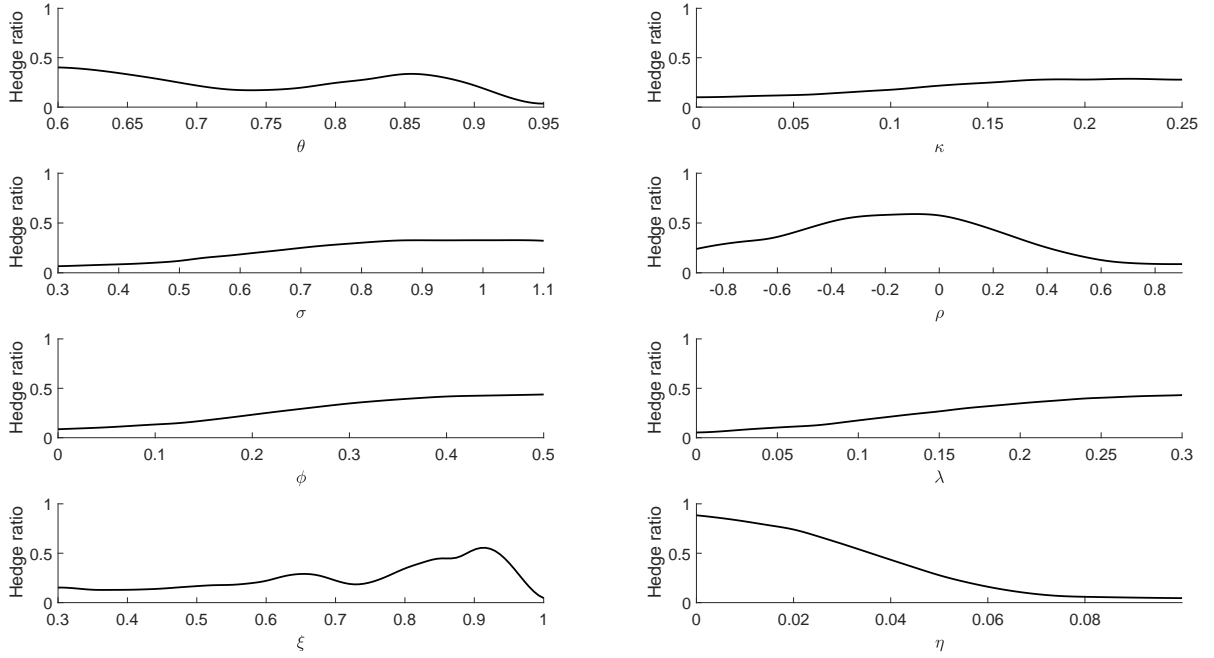 Hedge ratio
1
0.5
0
0.6 0.65 0.7 0.75 0.8 0.85 0.9 0.95
θ
Hedge ratio
1
0.5
0
0 0.05 0.1 0.15 0.2 0.25
κ
Hedge ratio
1
0.5
0
0.3 0.4 0.5 0.6 0.7 0.8 0.9 1 1.1
σ
Hedge ratio
1
0.5
0
-0.8 -0.6 -0.4 -0.2 0 0.2 0.4 0.6 0.8
ρ
Hedge ratio
1
0.5
0
0 0.1 0.2 0.3 0.4 0.5
ϕ
Hedge ratio
1
0.5
0
0 0.05 0.1 0.15 0.2 0.25 0.3
λ
Hedge ratio
1
0.5
0
0.3 0.4 0.5 0.6 0.7 0.8 0.9 1
ξ
Hedge ratio
1
0.5
0
0 0.02 0.04 0.06 0.08
η